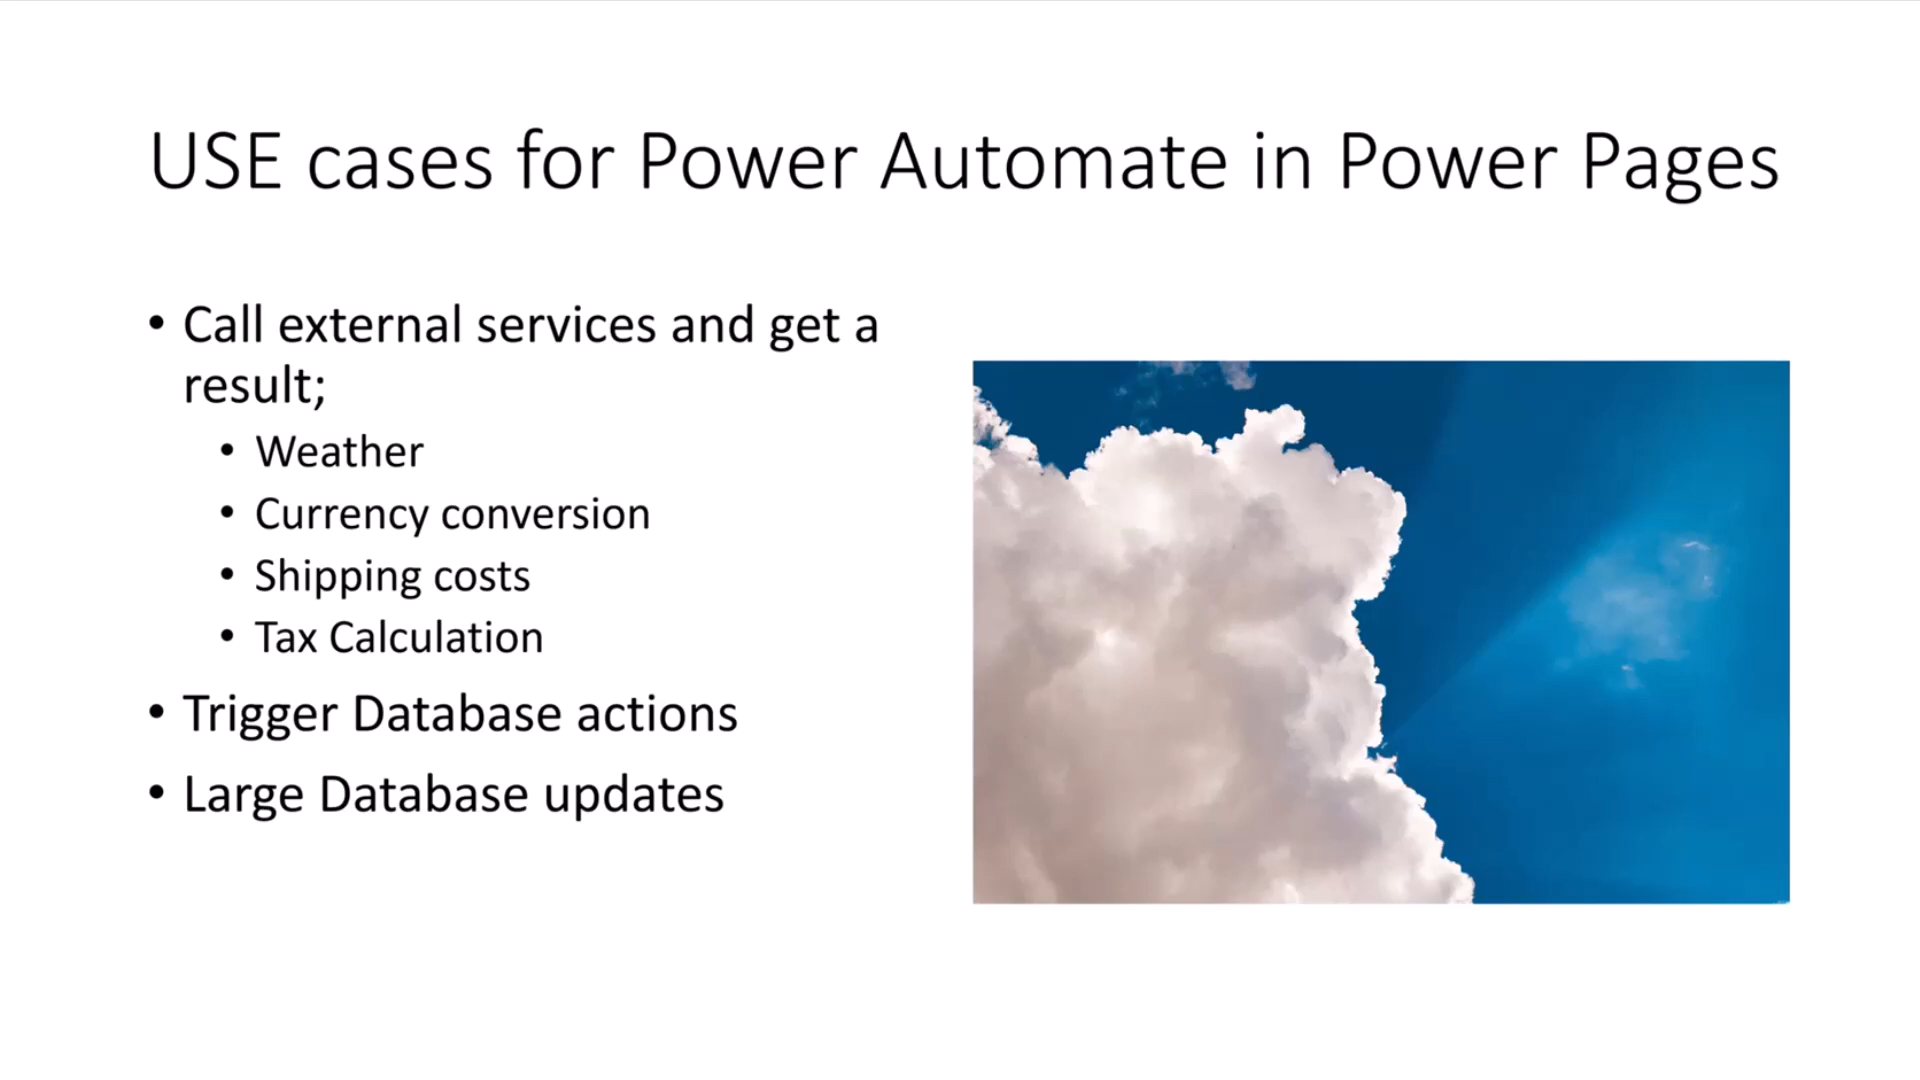 USE cases for Power Automate in Power Pages
• Call external services and get a
result;
• Weather
• Currency conversion
• Shipping costs
• Tax Calculation
• Trigger Database actions
• Large Database updates